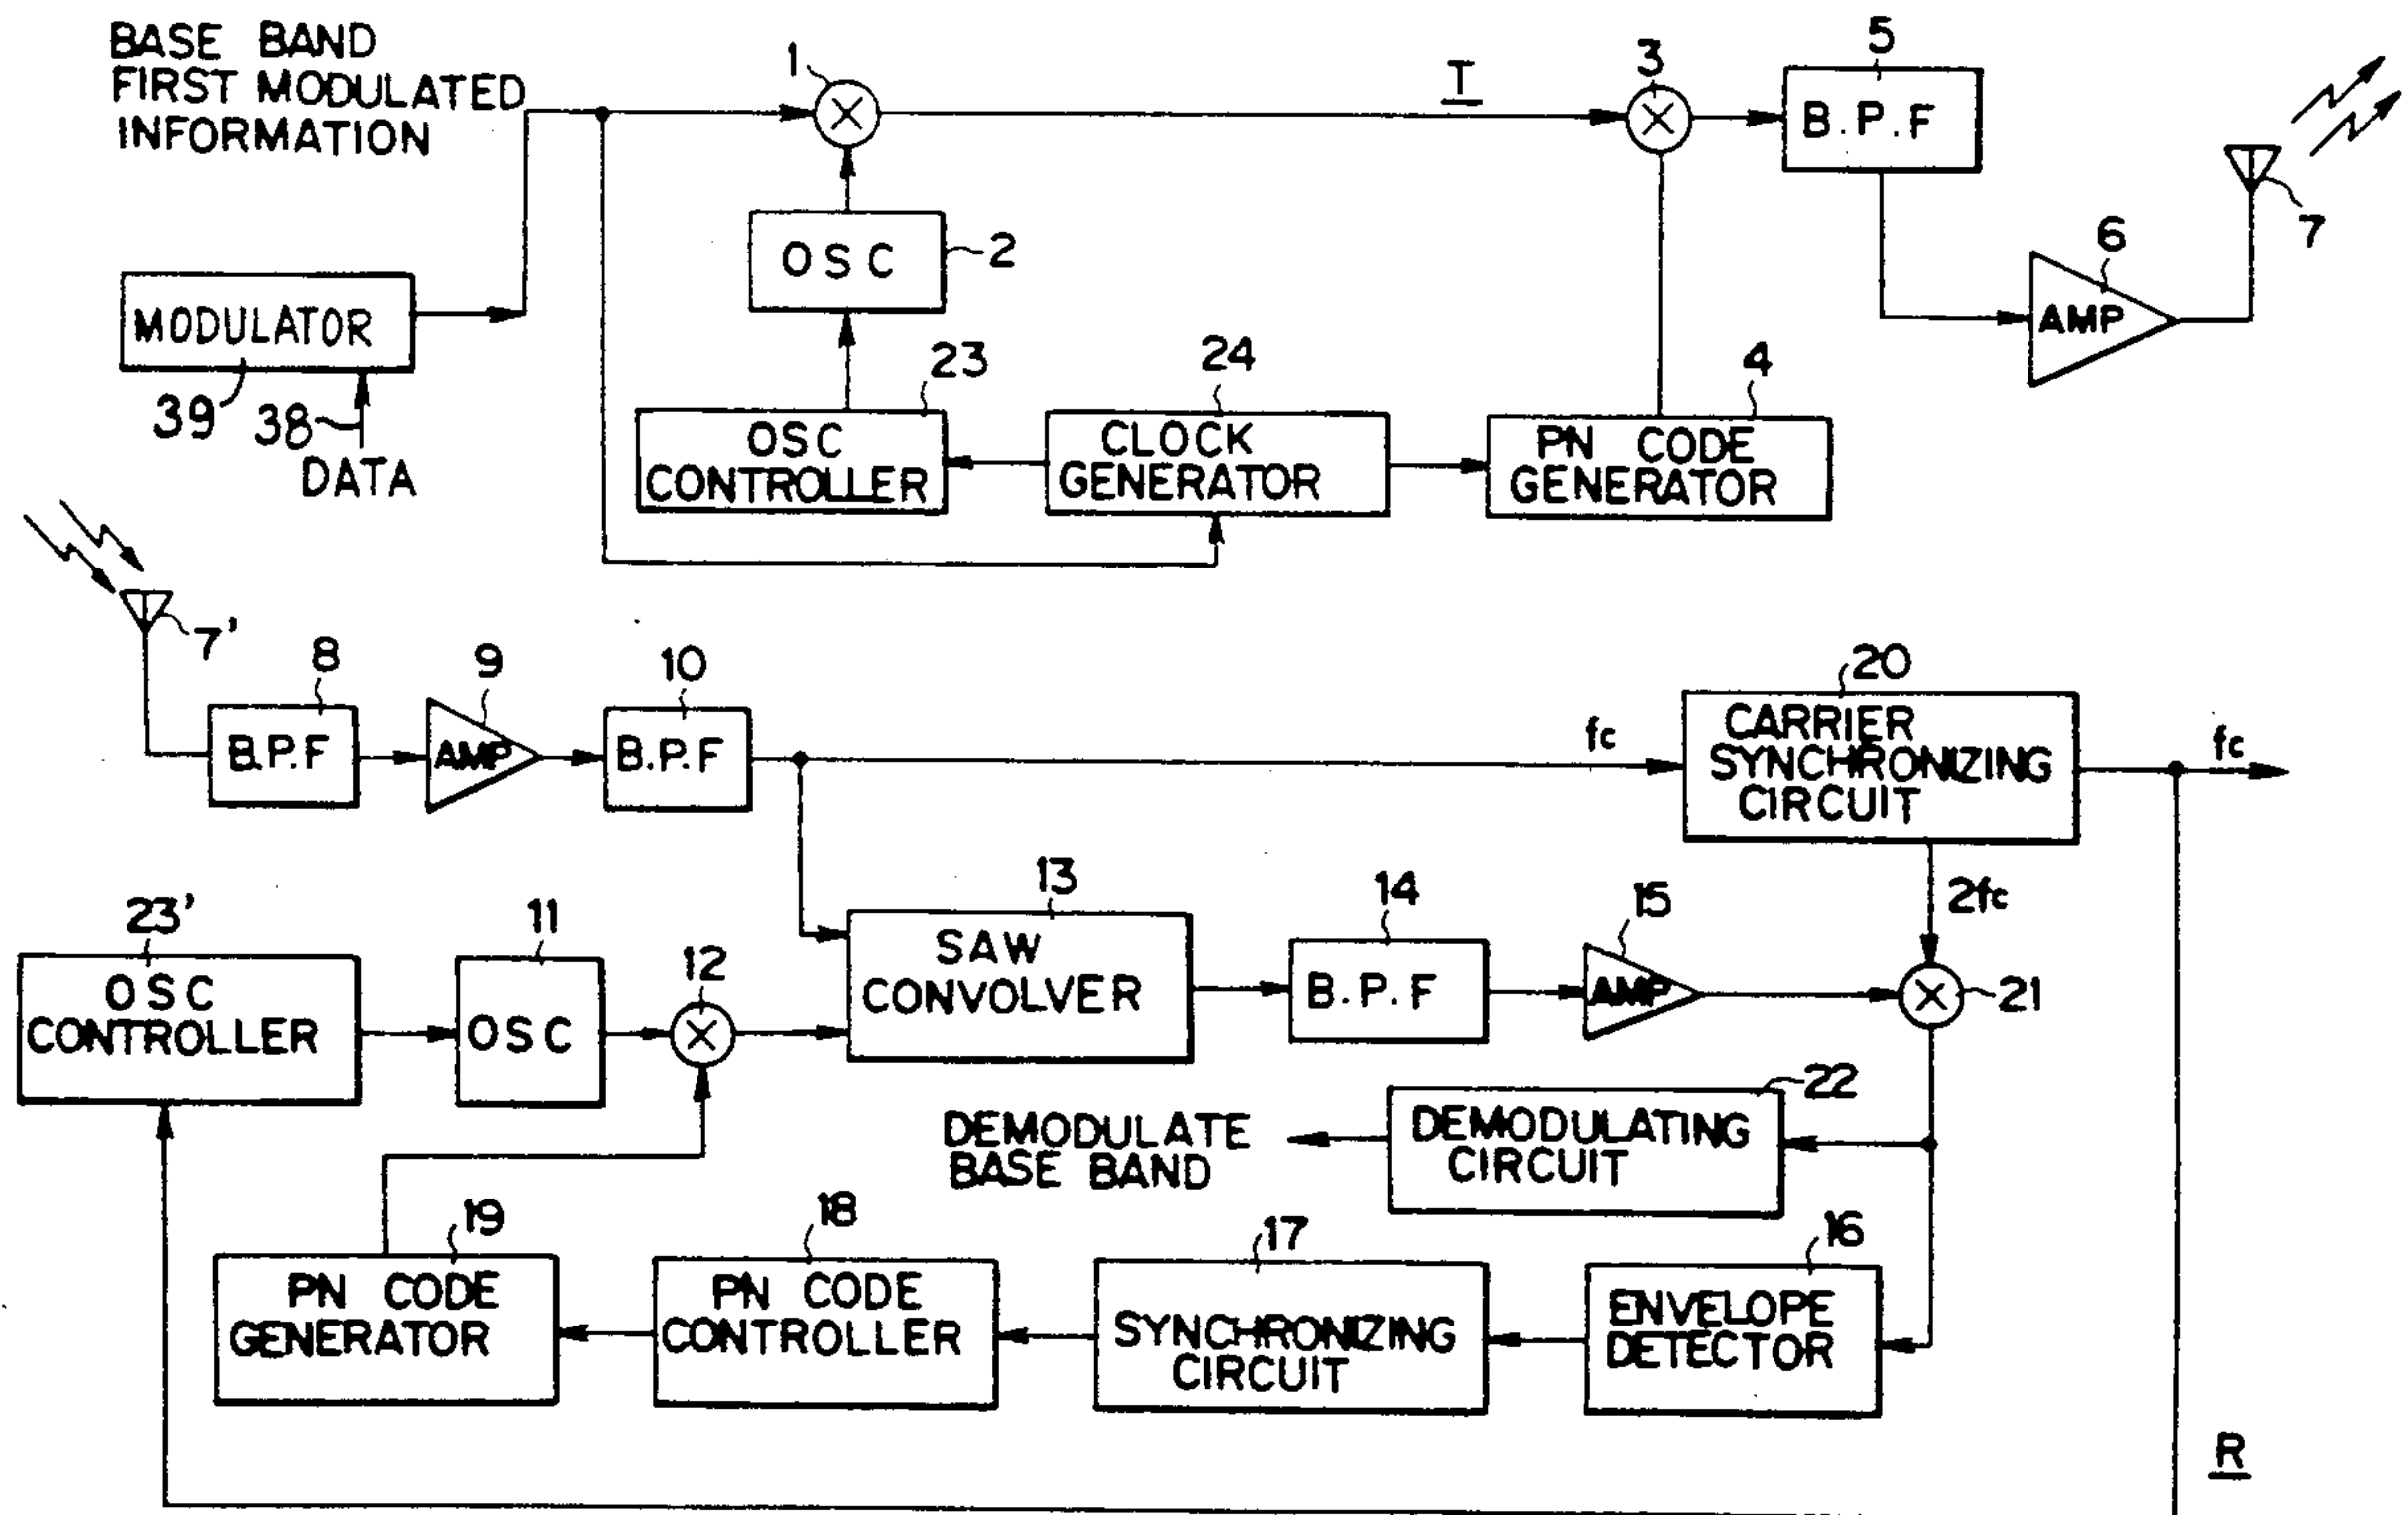 BASE BAND
FIRST MODULATED
INFORMATION
1
T
3
5
B.P.F
7
OSC
2
6
AMP
MODULATOR
39
38
DATA
23
OSC
CONTROLLER
24
CLOCK
GENERATOR
4
PN CODE
GENERATOR
7'
8
B.P.F
9
AMP
10
B.P.F
fc
20
CARRIER
SYNCHRONIZING
CIRCUIT
fc
2fc
23'
OSC
CONTROLLER
11
OSC
12
13
SAW
CONVOLVER
14
B.P.F
15
AMP
21
22
DEMODULATING
CIRCUIT
DEMODULATE
BASE BAND
19
PN CODE
GENERATOR
18
PN CODE
CONTROLLER
17
SYNCHRONIZING
CIRCUIT
16
ENVELOPE
DETECTOR
R